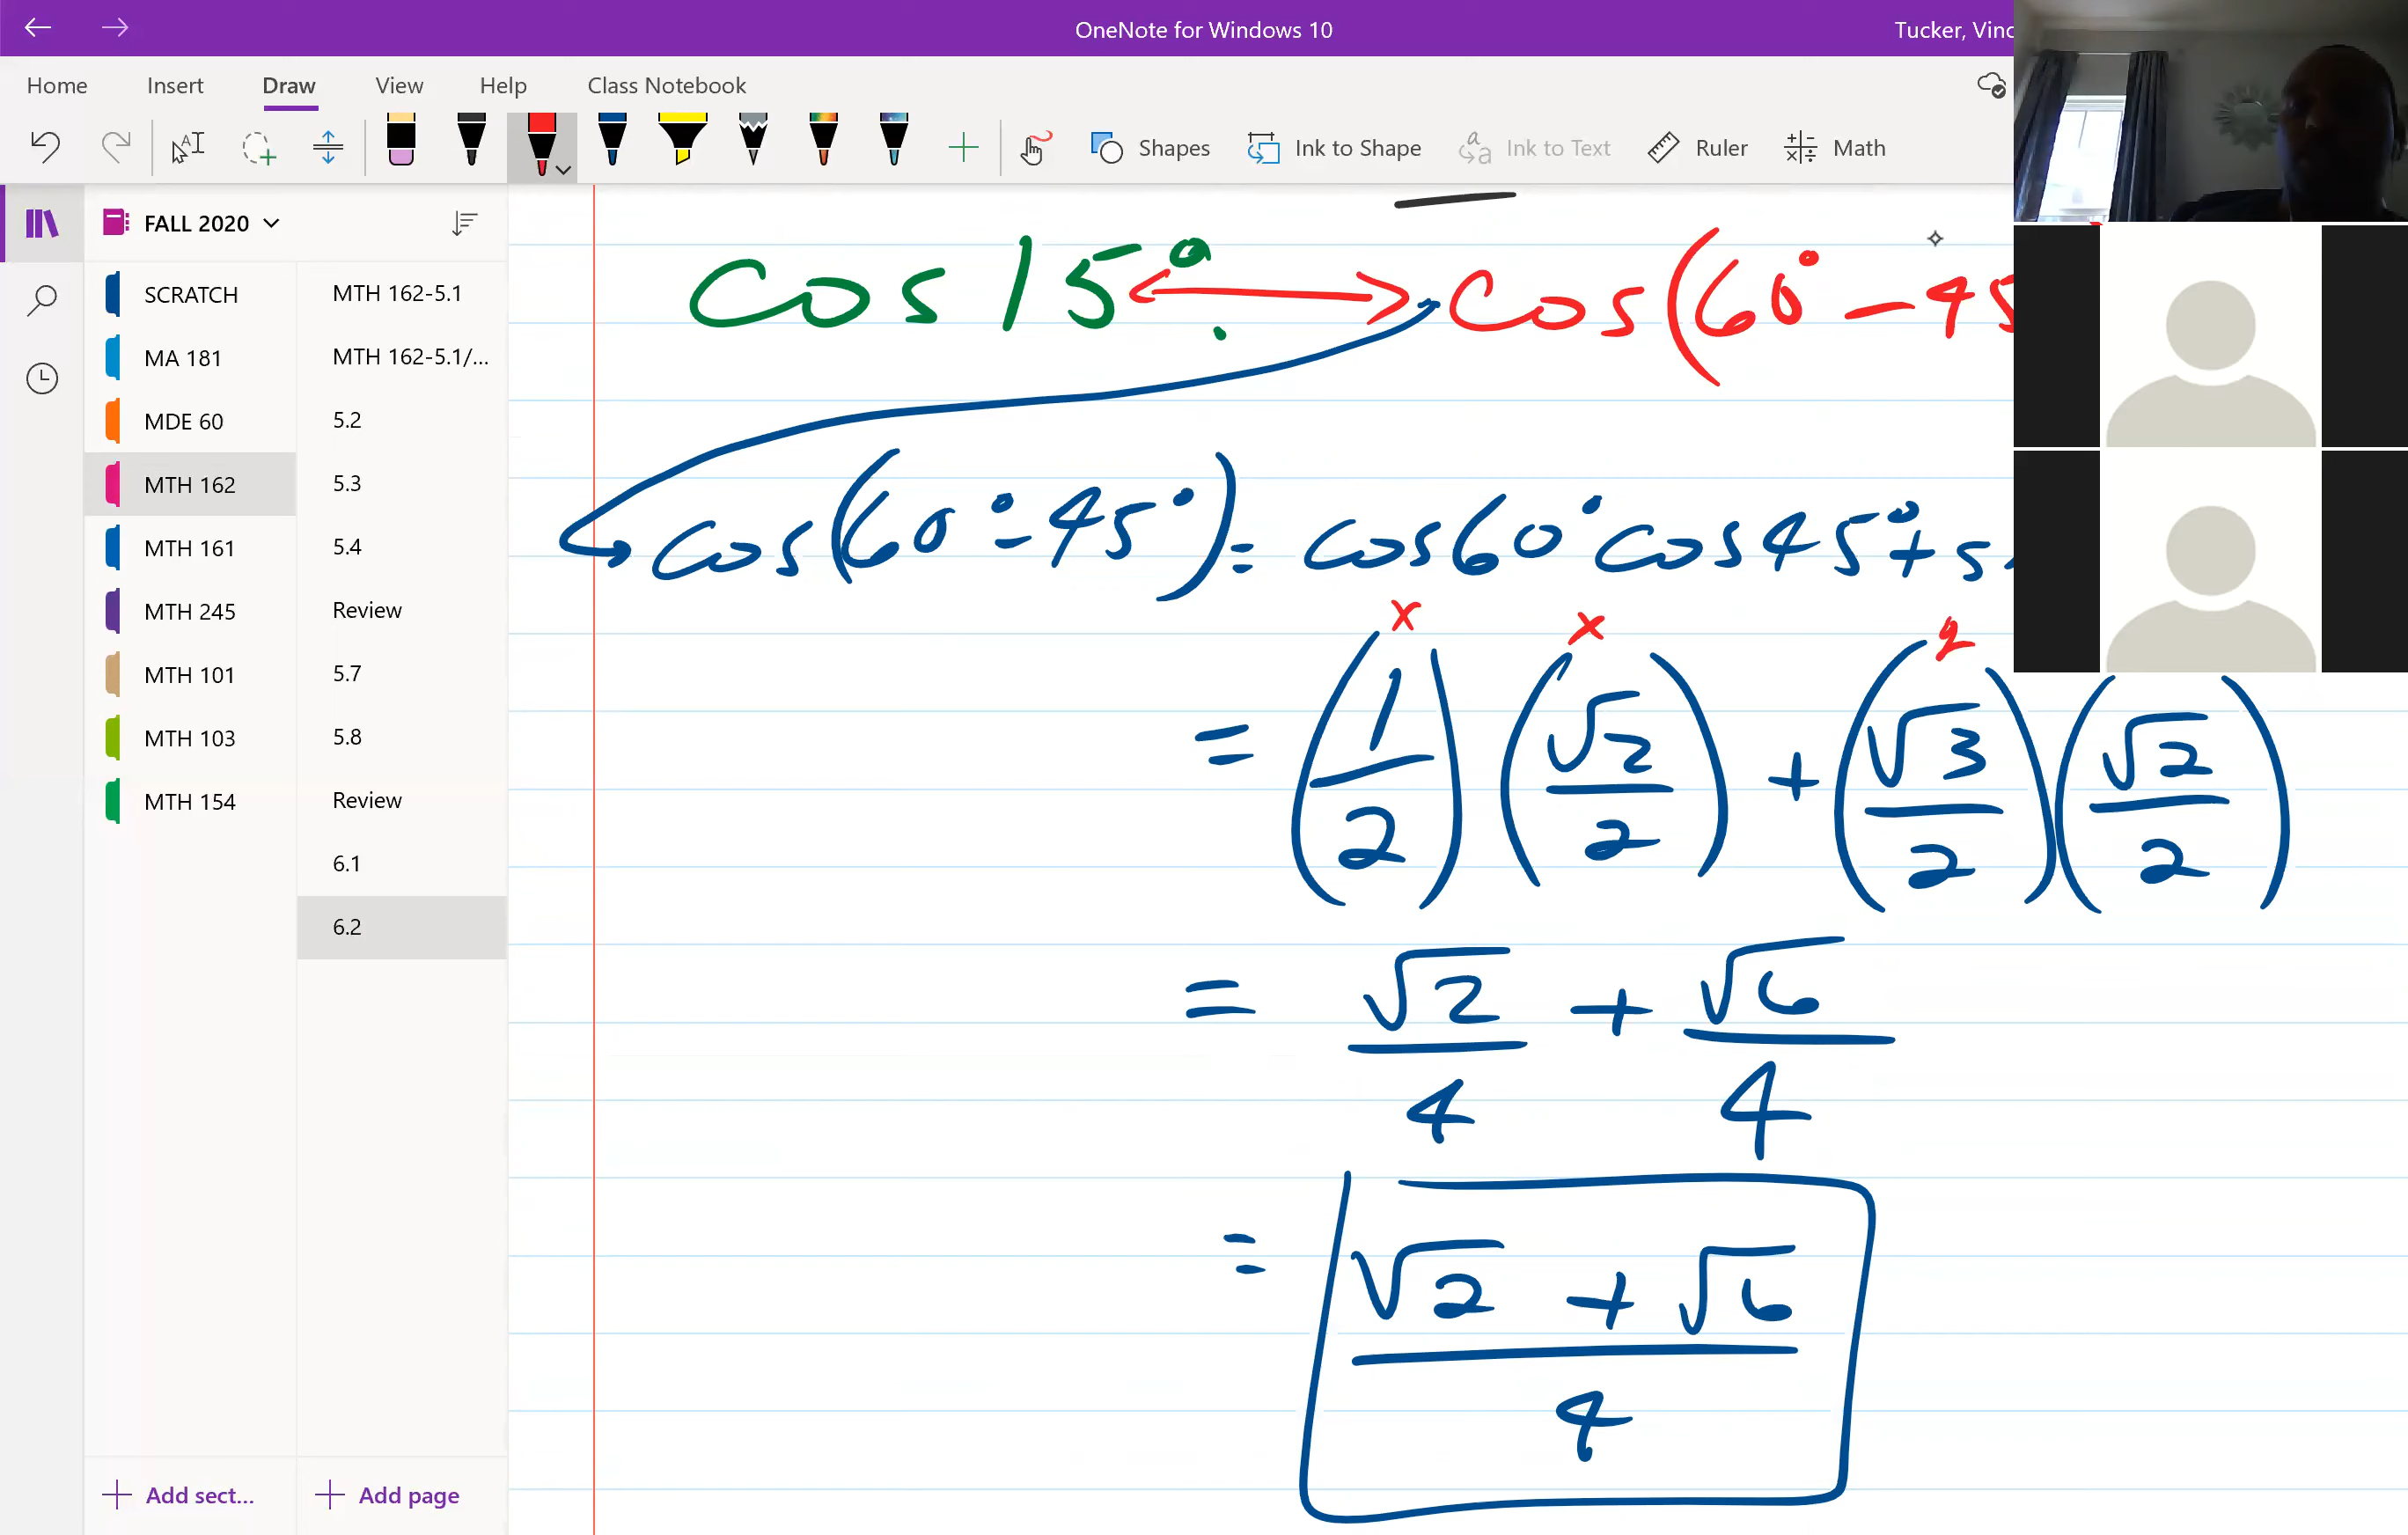 OneNote for Windows 10
Tucker, Vinc
Home Insert Draw View Help Class Notebook
Shapes Ink to Shape Ink to Text Ruler Math
FALL 2020
SCRATCH
MA 181
MDE 60
MTH 162
MTH 161
MTH 245
MTH 101
MTH 103
MTH 154
Add sect...
MTH 162-5.1
MTH 162-5.1/...
5.2
5.3
5.4
Review
5.7
5.8
Review
6.1
6.2
Add page
cos 15° ↔ cos(60° − 45
cos(60° − 45°) = cos 60° cos 45° + s
x x y
= (1/2)(√2/2) + (√3/2)(√2/2)
= √2/4 + √6/4
= (√2 + √6)/4